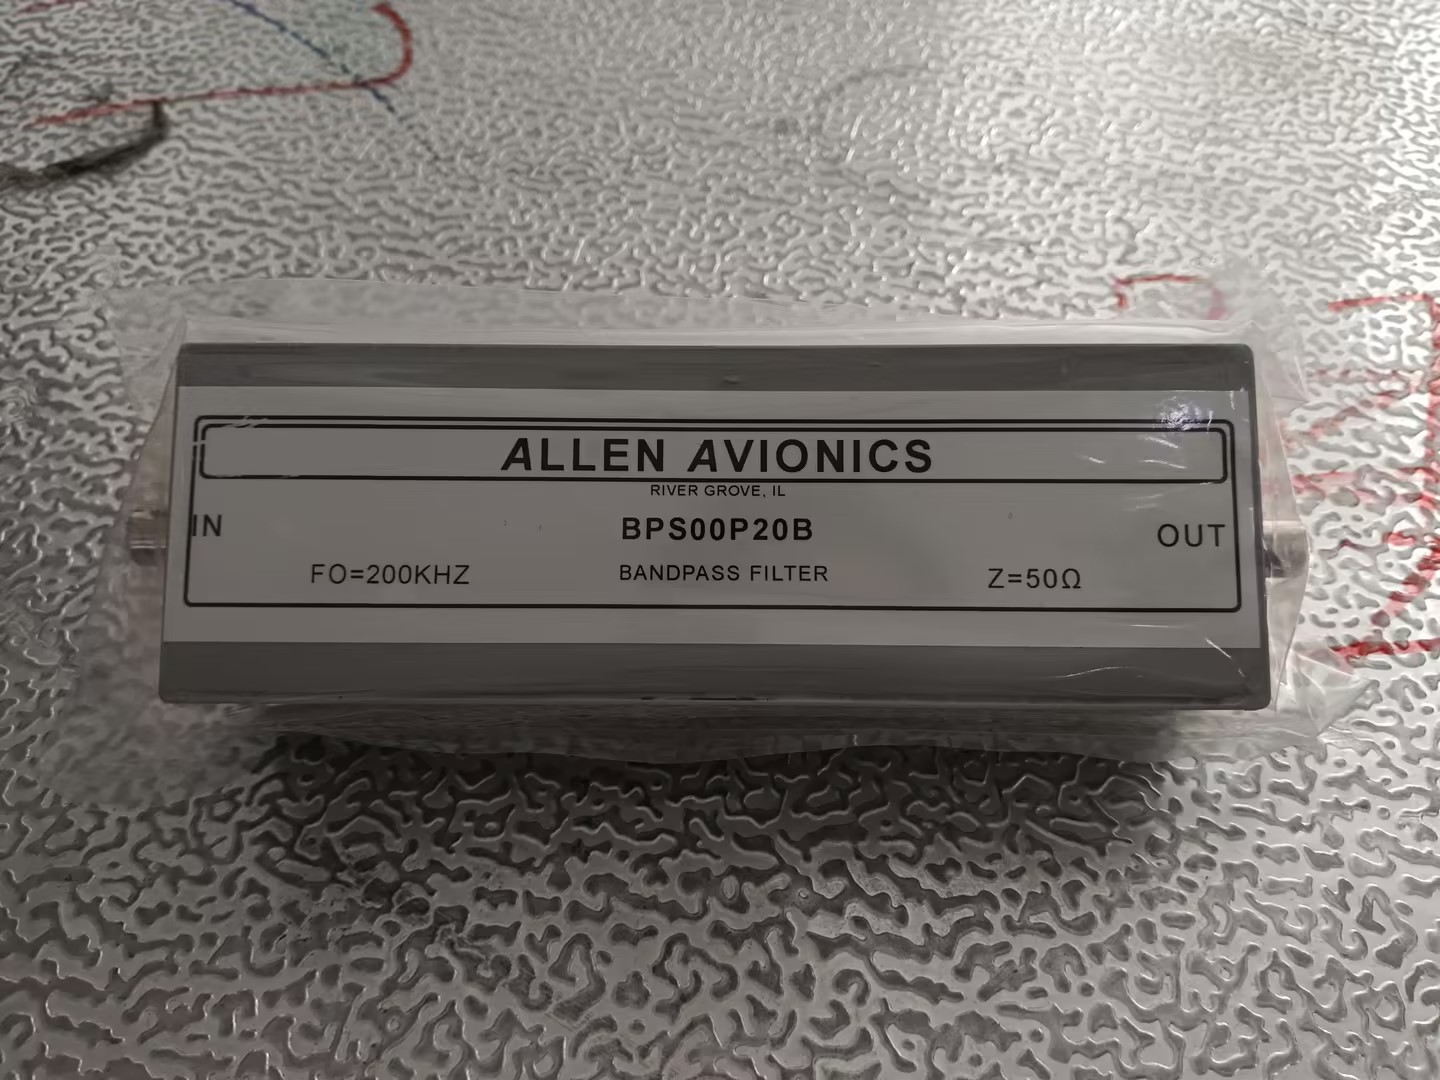 ALLEN AVIONICS
RIVER GROVE, IL
IN
BPS00P20B
OUT
FO=200KHZ
BANDPASS FILTER
Z=50Ω